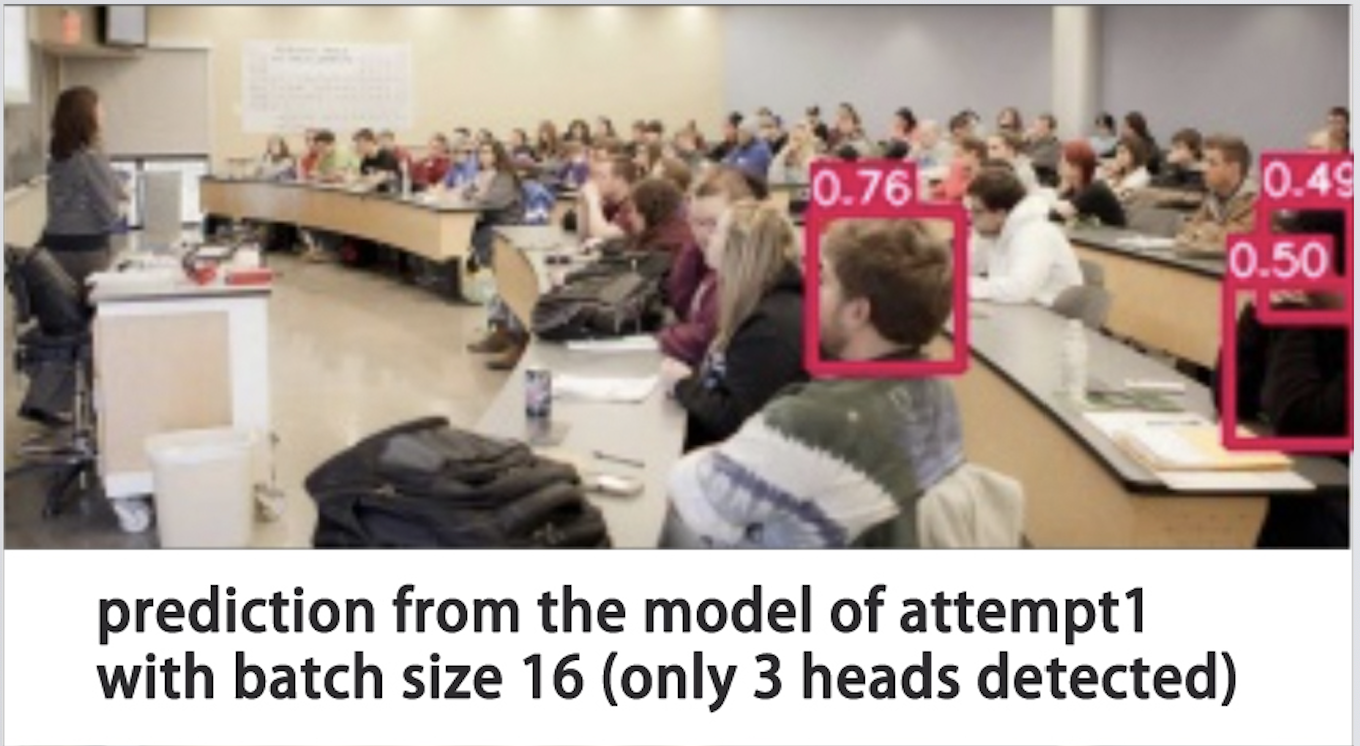 0.76
0.49
0.50
prediction from the model of attempt1
with batch size 16 (only 3 heads detected)